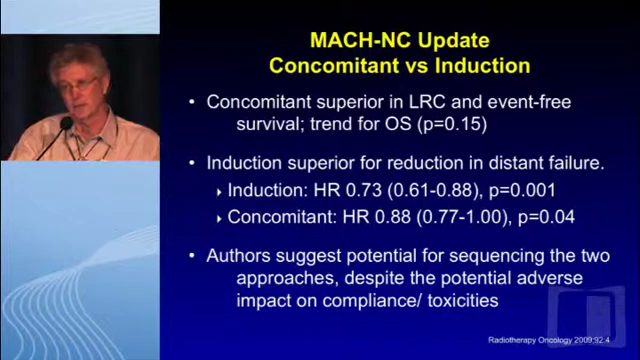 MACH-NC Update
Concomitant vs Induction
• Concomitant superior in LRC and event-free
survival; trend for OS (p=0.15)
• Induction superior for reduction in distant failure.
Induction: HR 0.73 (0.61-0.88), p=0.001
Concomitant: HR 0.88 (0.77-1.00), p=0.04
• Authors suggest potential for sequencing the two
approaches, despite the potential adverse
impact on compliance/ toxicities
Radiotherapy Oncology 2009;92:4